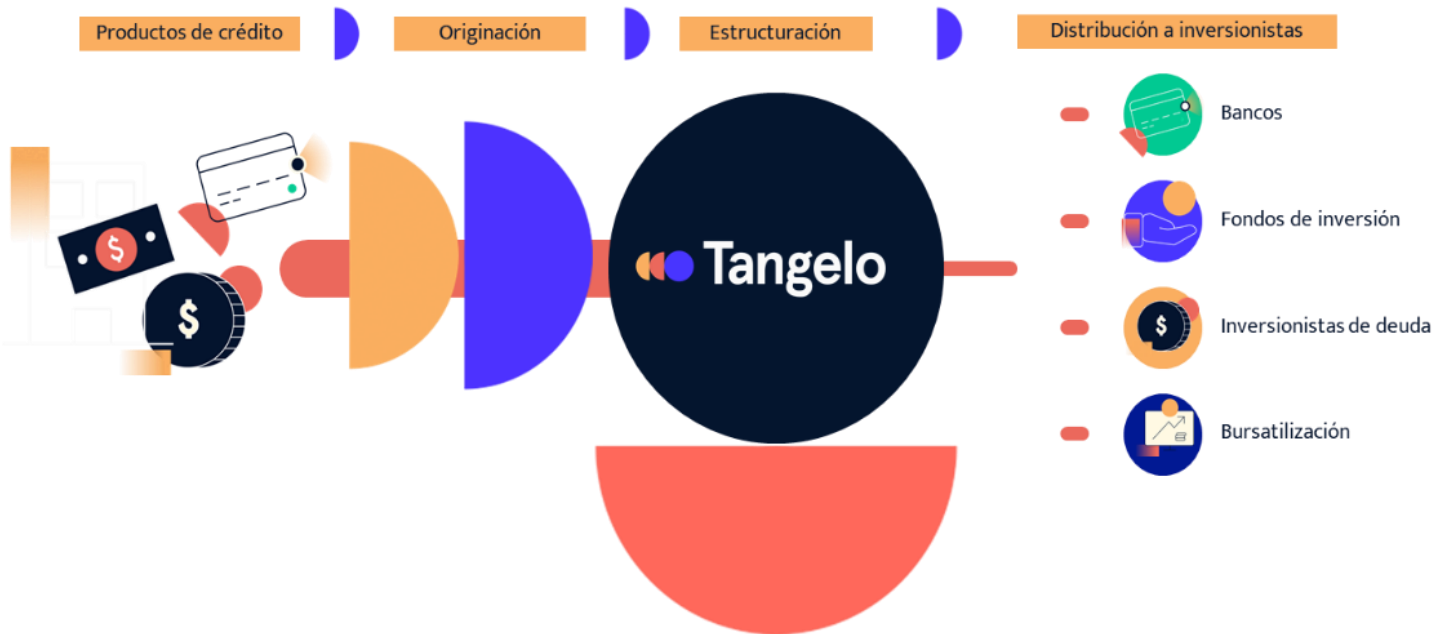 Productos de crédito
Originación
Estructuración
Distribución a inversionistas
Bancos
$
Fondos de inversión
Tangelo
$
Inversionistas de deuda
$
Bursatilización